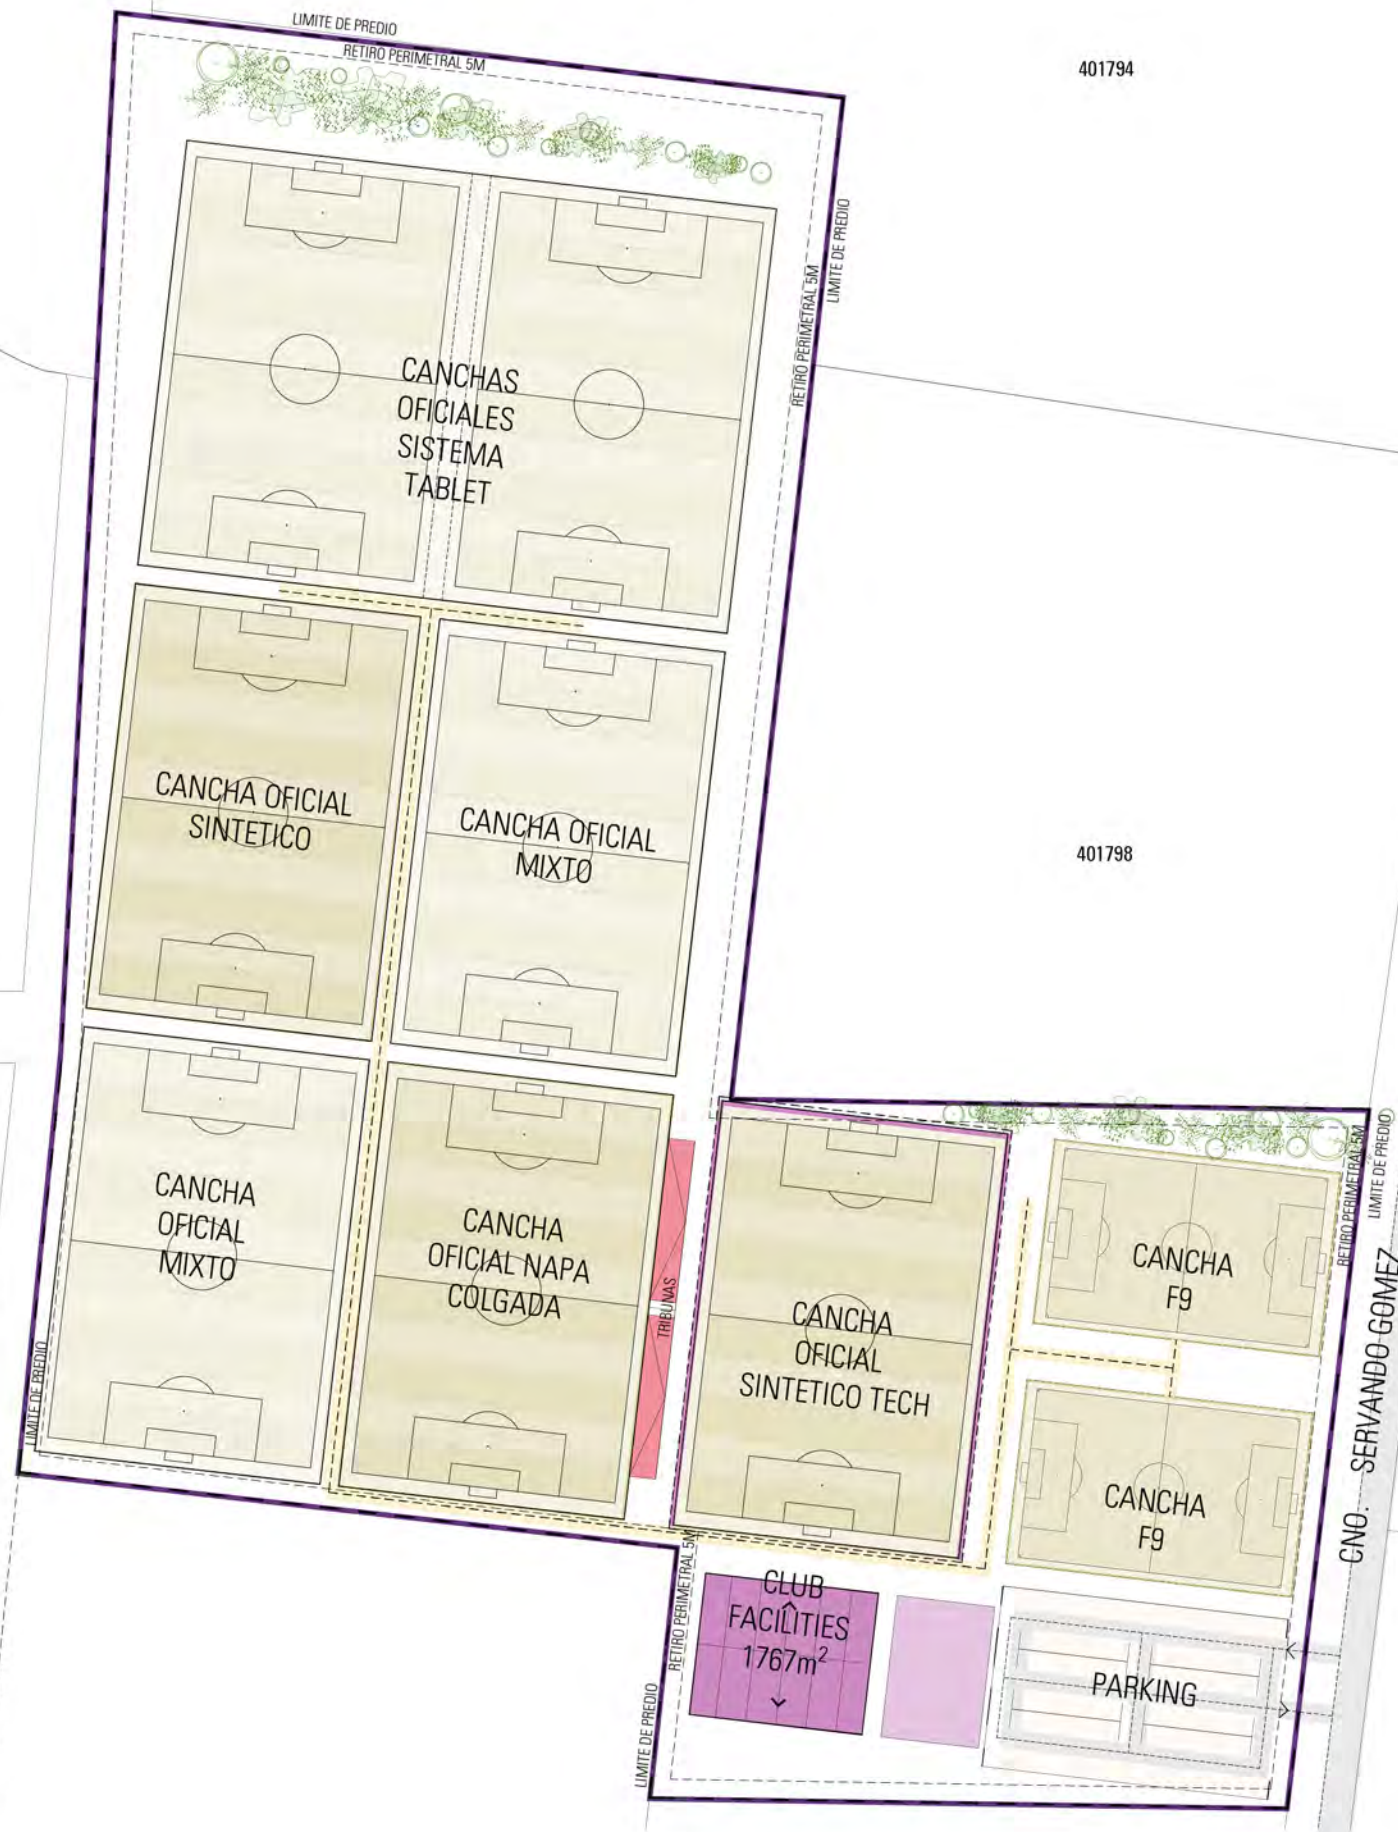 LIMITE DE PREDIO
RETIRO PERIMETRAL 5M
401794
LIMITE DE PREDIO
RETIRO PERIMETRAL 5M
CANCHAS
OFICIALES
SISTEMA
TABLET
CANCHA OFICIAL
SINTETICO
CANCHA OFICIAL
MIXTO
401798
CANCHA
OFICIAL
MIXTO
CANCHA
OFICIAL NAPA
COLGADA
TRIBUNAS
CANCHA
OFICIAL
SINTETICO TECH
CANCHA
F9
CANCHA
F9
RETIRO PERIMETRAL 5M
LIMITE DE PREDIO
CNO. SERVANDO GOMEZ
LIMITE DE PREDIO
RETIRO PERIMETRAL 5M
LIMITE DE PREDIO
CLUB
FACILITIES
1767m²
PARKING